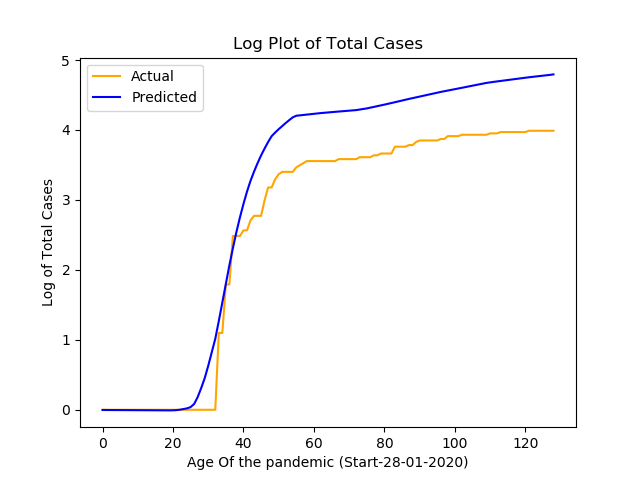 Log Plot of Total Cases
Actual
Predicted
5
4
3
2
1
0
Log of Total Cases
0 20 40 60 80 100 120
Age Of the pandemic (Start-28-01-2020)